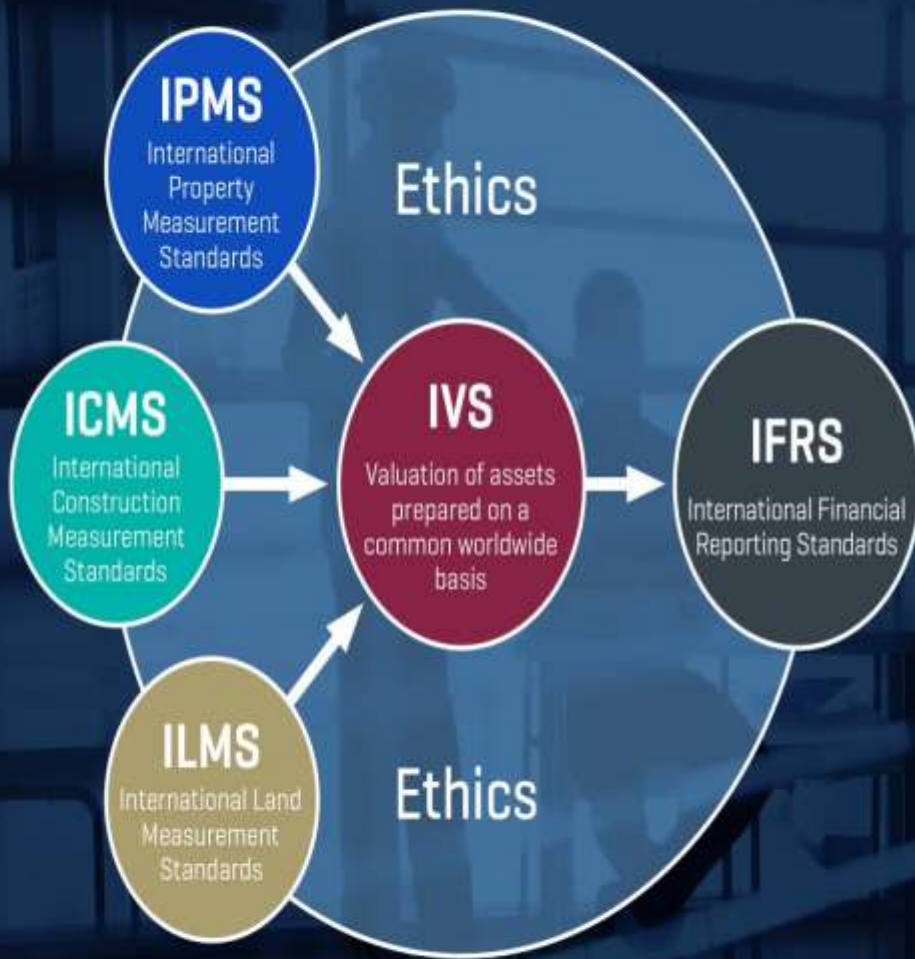 IPMS
International
Property
Measurement
Standards
Ethics
ICMS
International
Construction
Measurement
Standards
IVS
Valuation of assets
prepared on a
common worldwide
basis
IFRS
International Financial
Reporting Standards
ILMS
International Land
Measurement
Standards
Ethics